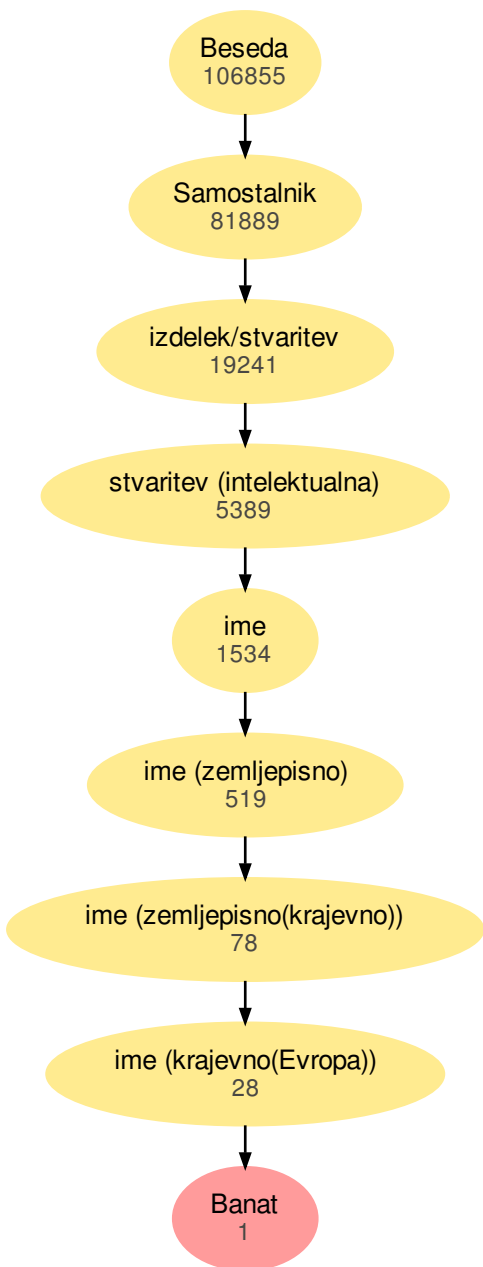 Beseda
106855
Samostalnik
81889
izdelek/stvaritev
19241
stvaritev (intelektualna)
5389
ime
1534
ime (zemljepisno)
519
ime (zemljepisno(krajevno))
78
ime (krajevno(Evropa))
28
Banat
1